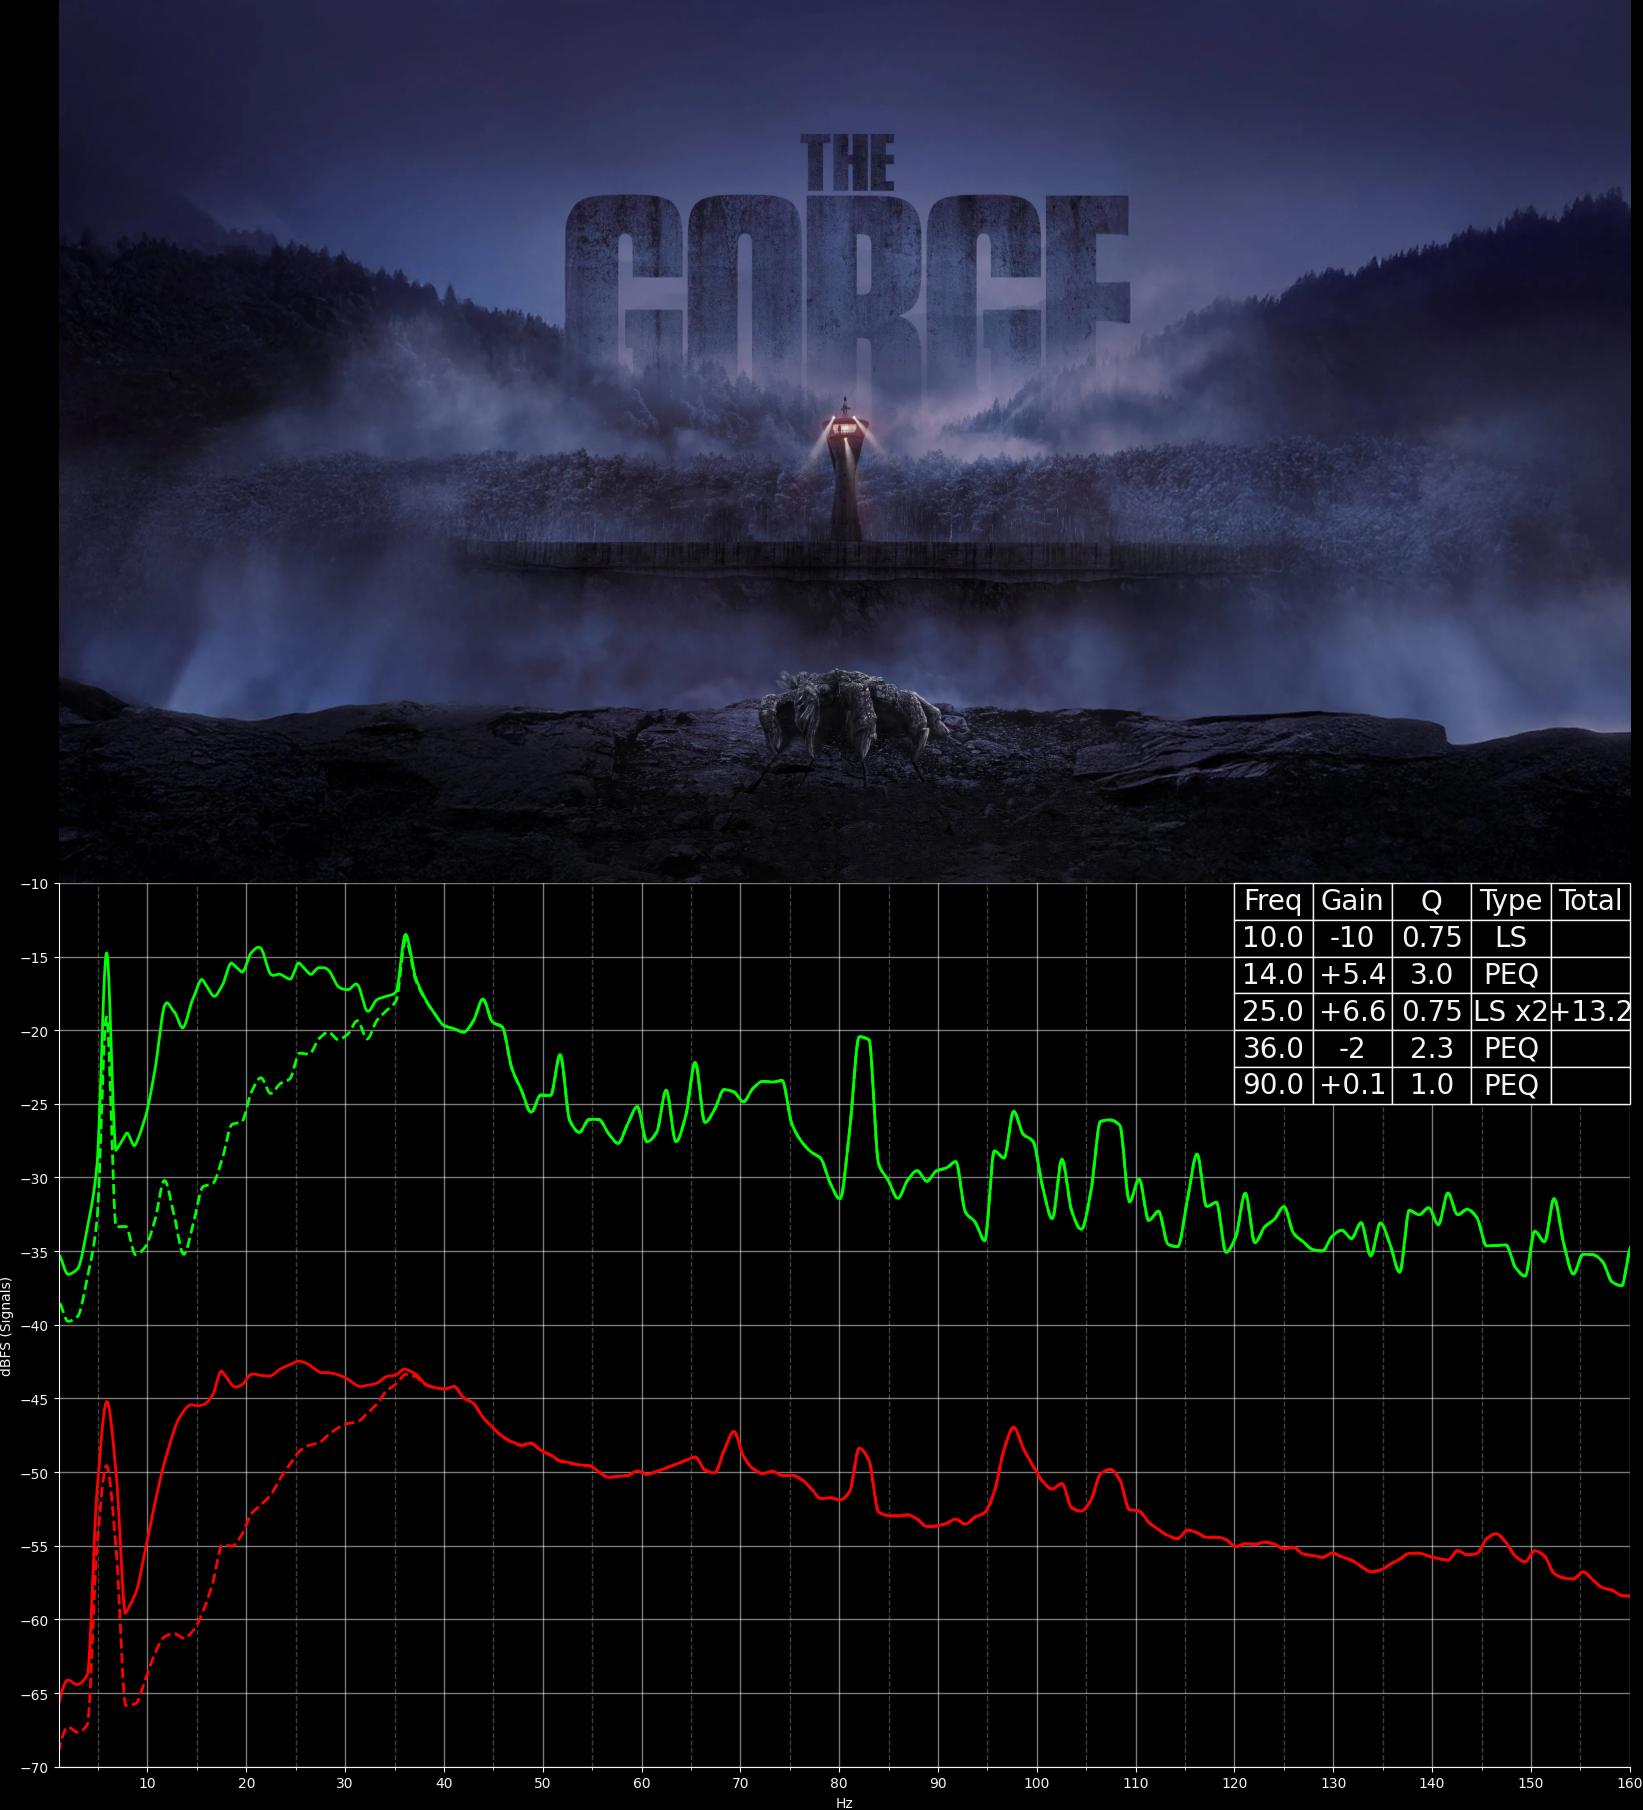 THE
GORGE
Freq Gain Q Type Total
10.0 -10 0.75 LS
14.0 +5.4 3.0 PEQ
25.0 +6.6 0.75 LS x2 +13.2
36.0 -2 2.3 PEQ
90.0 +0.1 1.0 PEQ
−10
−15
−20
−25
−30
−35
−40
−45
−50
−55
−60
−65
−70
dBFS (Signals)
10 20 30 40 50 60 70 80 90 100 110 120 130 140 150 160
Hz